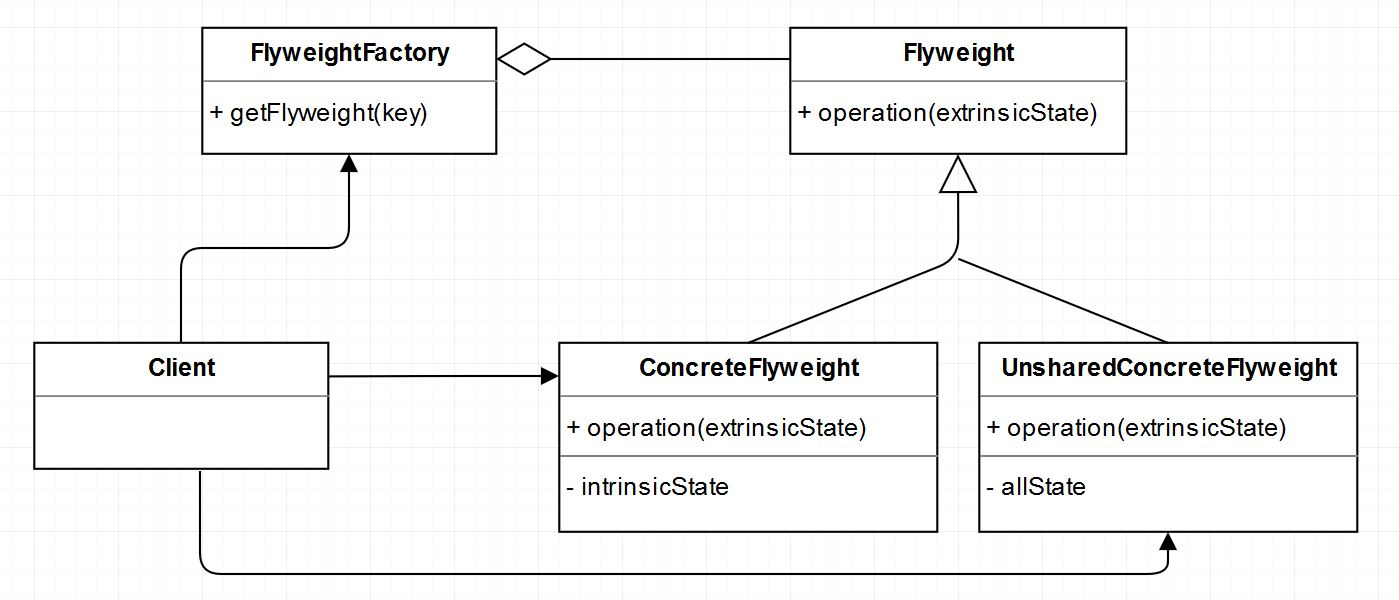 FlyweightFactory
+ getFlyweight(key)
Flyweight
+ operation(extrinsicState)
Client
ConcreteFlyweight
+ operation(extrinsicState)
- intrinsicState
UnsharedConcreteFlyweight
+ operation(extrinsicState)
- allState